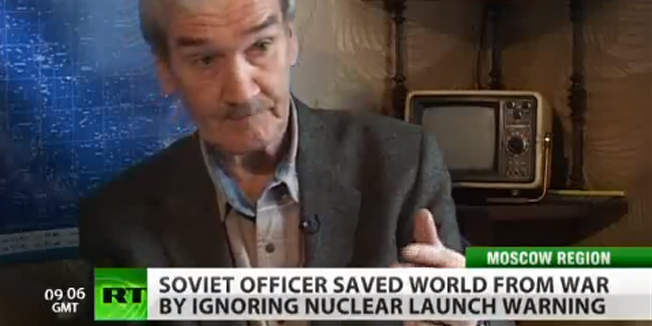 MOSCOW REGION
09 06
GMT
RT
SOVIET OFFICER SAVED WORLD FROM WAR
BY IGNORING NUCLEAR LAUNCH WARNING